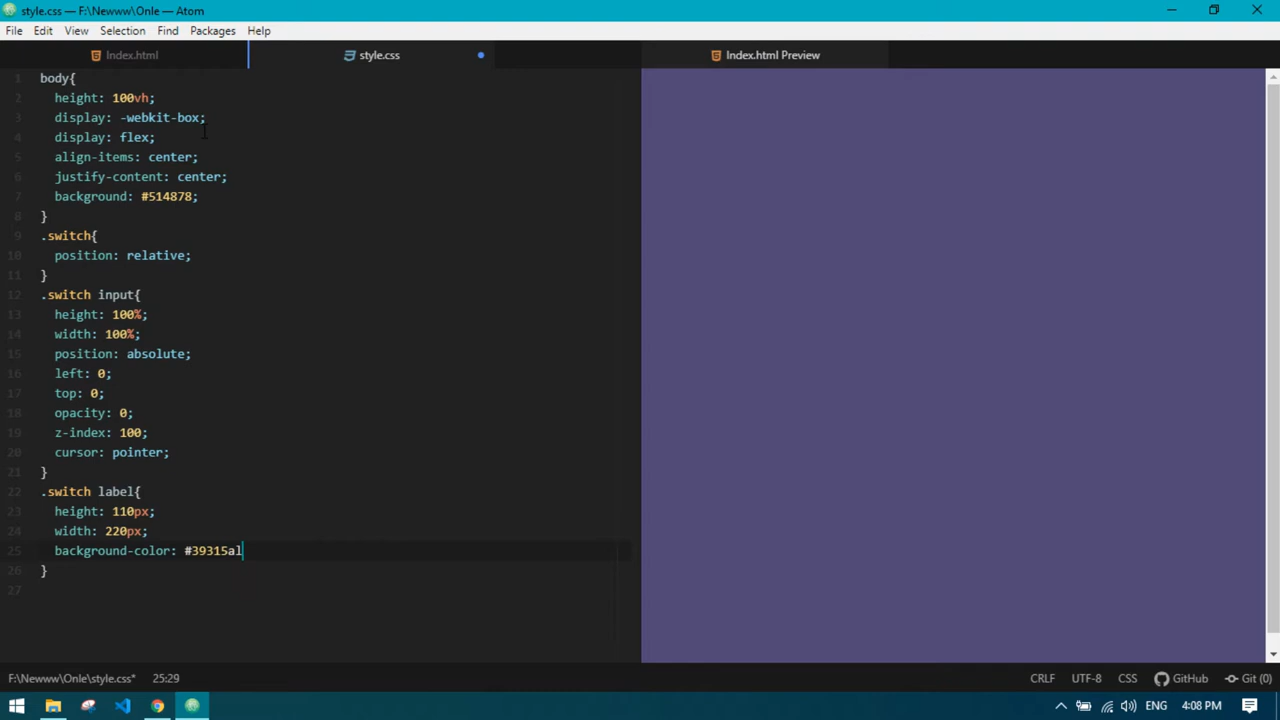 style.css — F:\Newww\Onle — Atom
File Edit View Selection Find Packages Help
Index.html style.css Index.html Preview
1 body{
2 height: 100vh;
3 display: -webkit-box;
4 display: flex;
5 align-items: center;
6 justify-content: center;
7 background: #514878;
8 }
9 .switch{
10 position: relative;
11 }
12 .switch input{
13 height: 100%;
14 width: 100%;
15 position: absolute;
16 left: 0;
17 top: 0;
18 opacity: 0;
19 z-index: 100;
20 cursor: pointer;
21 }
22 .switch label{
23 height: 110px;
24 width: 220px;
25 background-color: #39315al
26 }
27
F:\Newww\Onle\style.css* 25:29 CRLF UTF-8 CSS GitHub Git (0)
ENG 4:08 PM